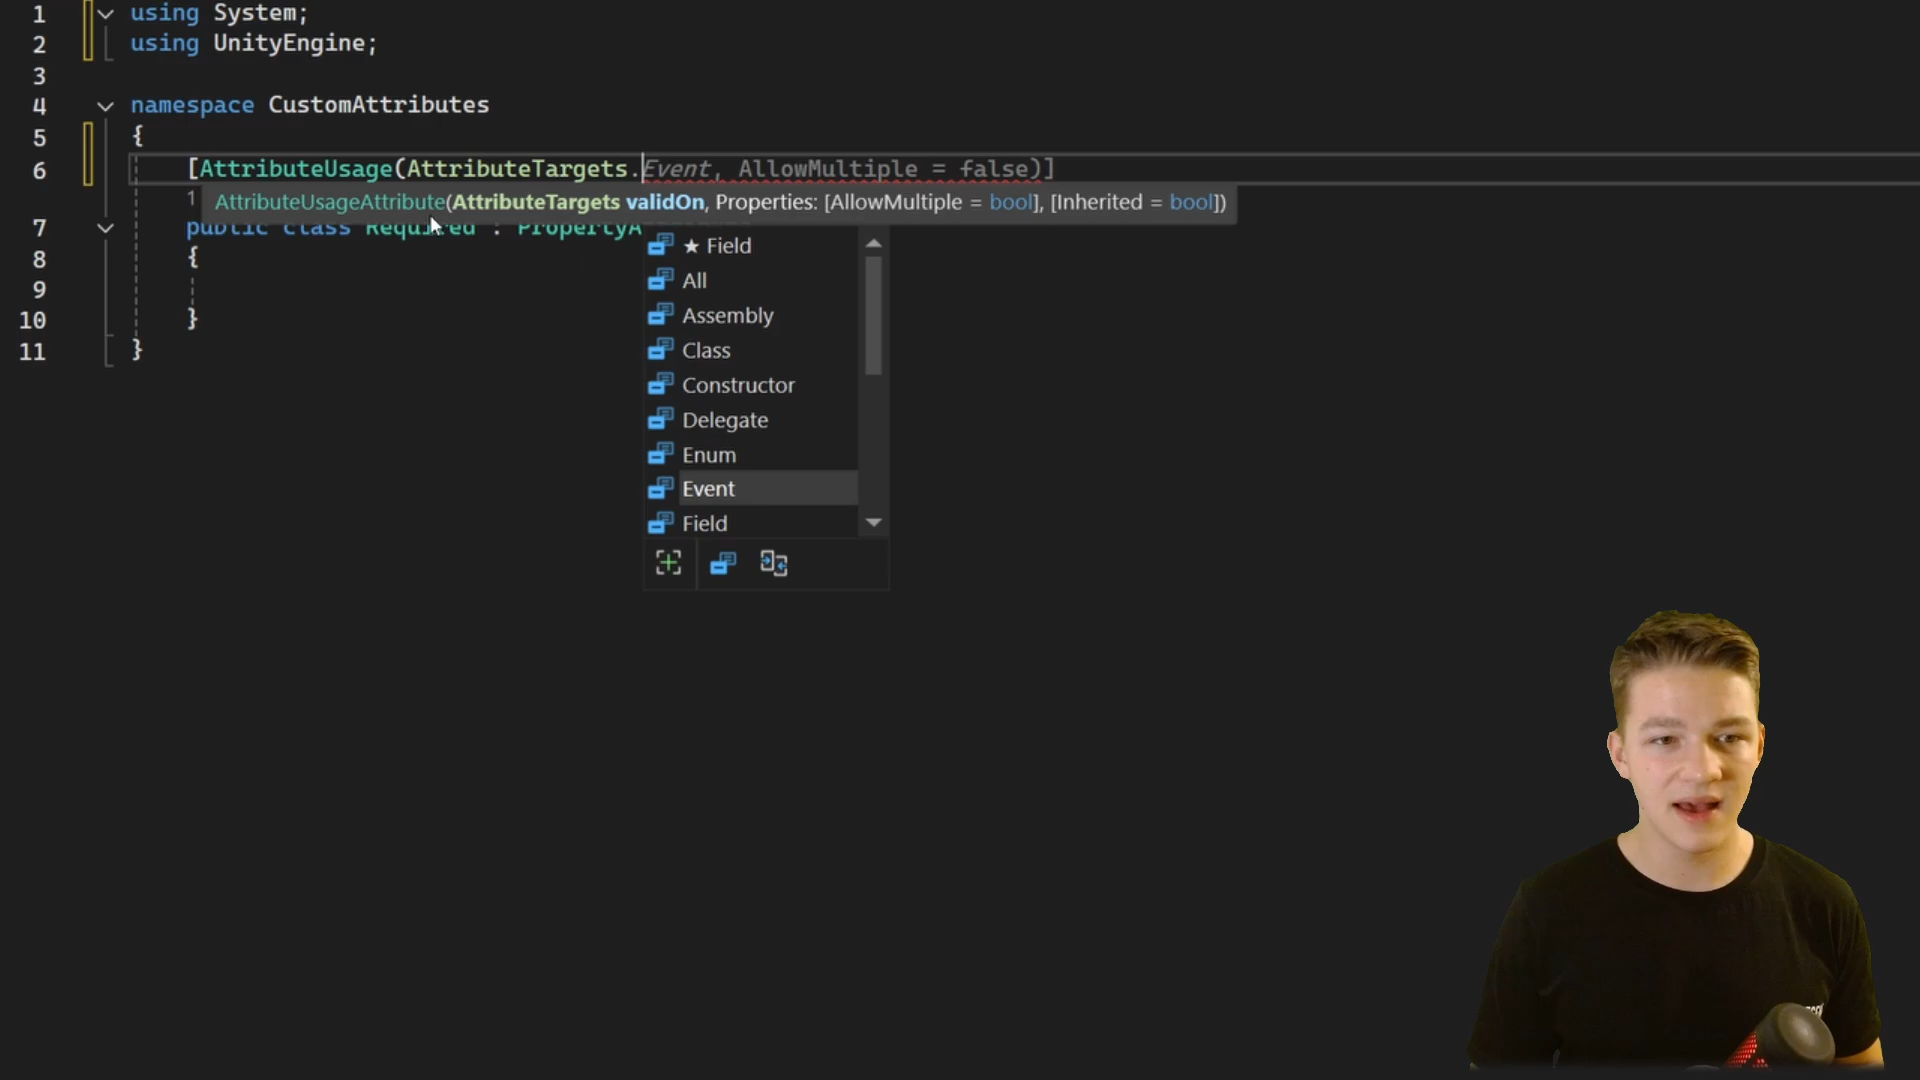 1 using System;
2 using UnityEngine;
3
4 namespace CustomAttributes
5 {
6 [AttributeUsage(AttributeTargets.Event, AllowMultiple = false)]
1 AttributeUsageAttribute(AttributeTargets validOn, Properties: [AllowMultiple = bool], [Inherited = bool])
7 public class Required : PropertyA
★ Field
8 {
All
9
Assembly
10 }
11 }
Class
Constructor
Delegate
Enum
Event
Field